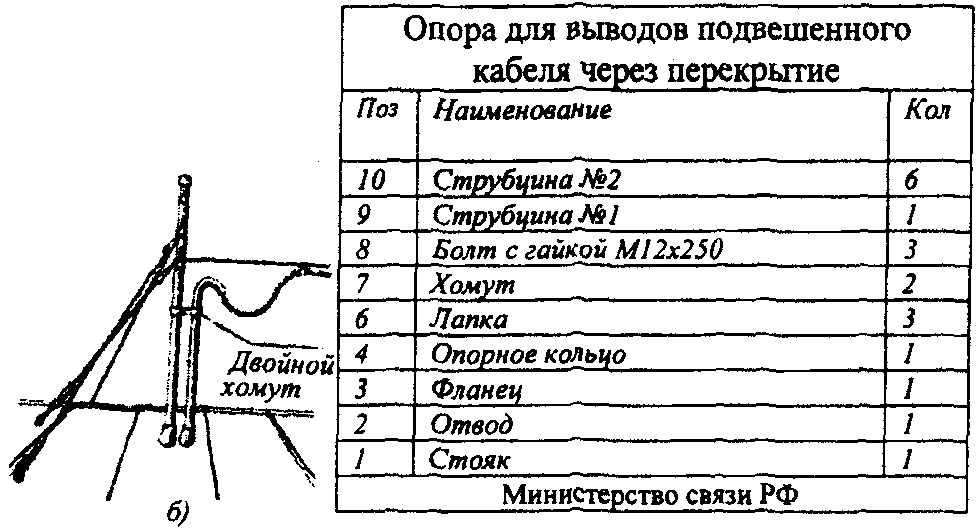 Опора для выводов подвешенного
кабеля через перекрытие
Поз Наименование Кол
10 Струбцина №2 6
9 Струбцина №1 1
8 Болт с гайкой М12х250 3
7 Хомут 2
6 Лапка 3
4 Опорное кольцо 1
3 Фланец 1
2 Отвод 1
1 Стояк 1
Министерство связи РФ
Двойной
хомут
б)